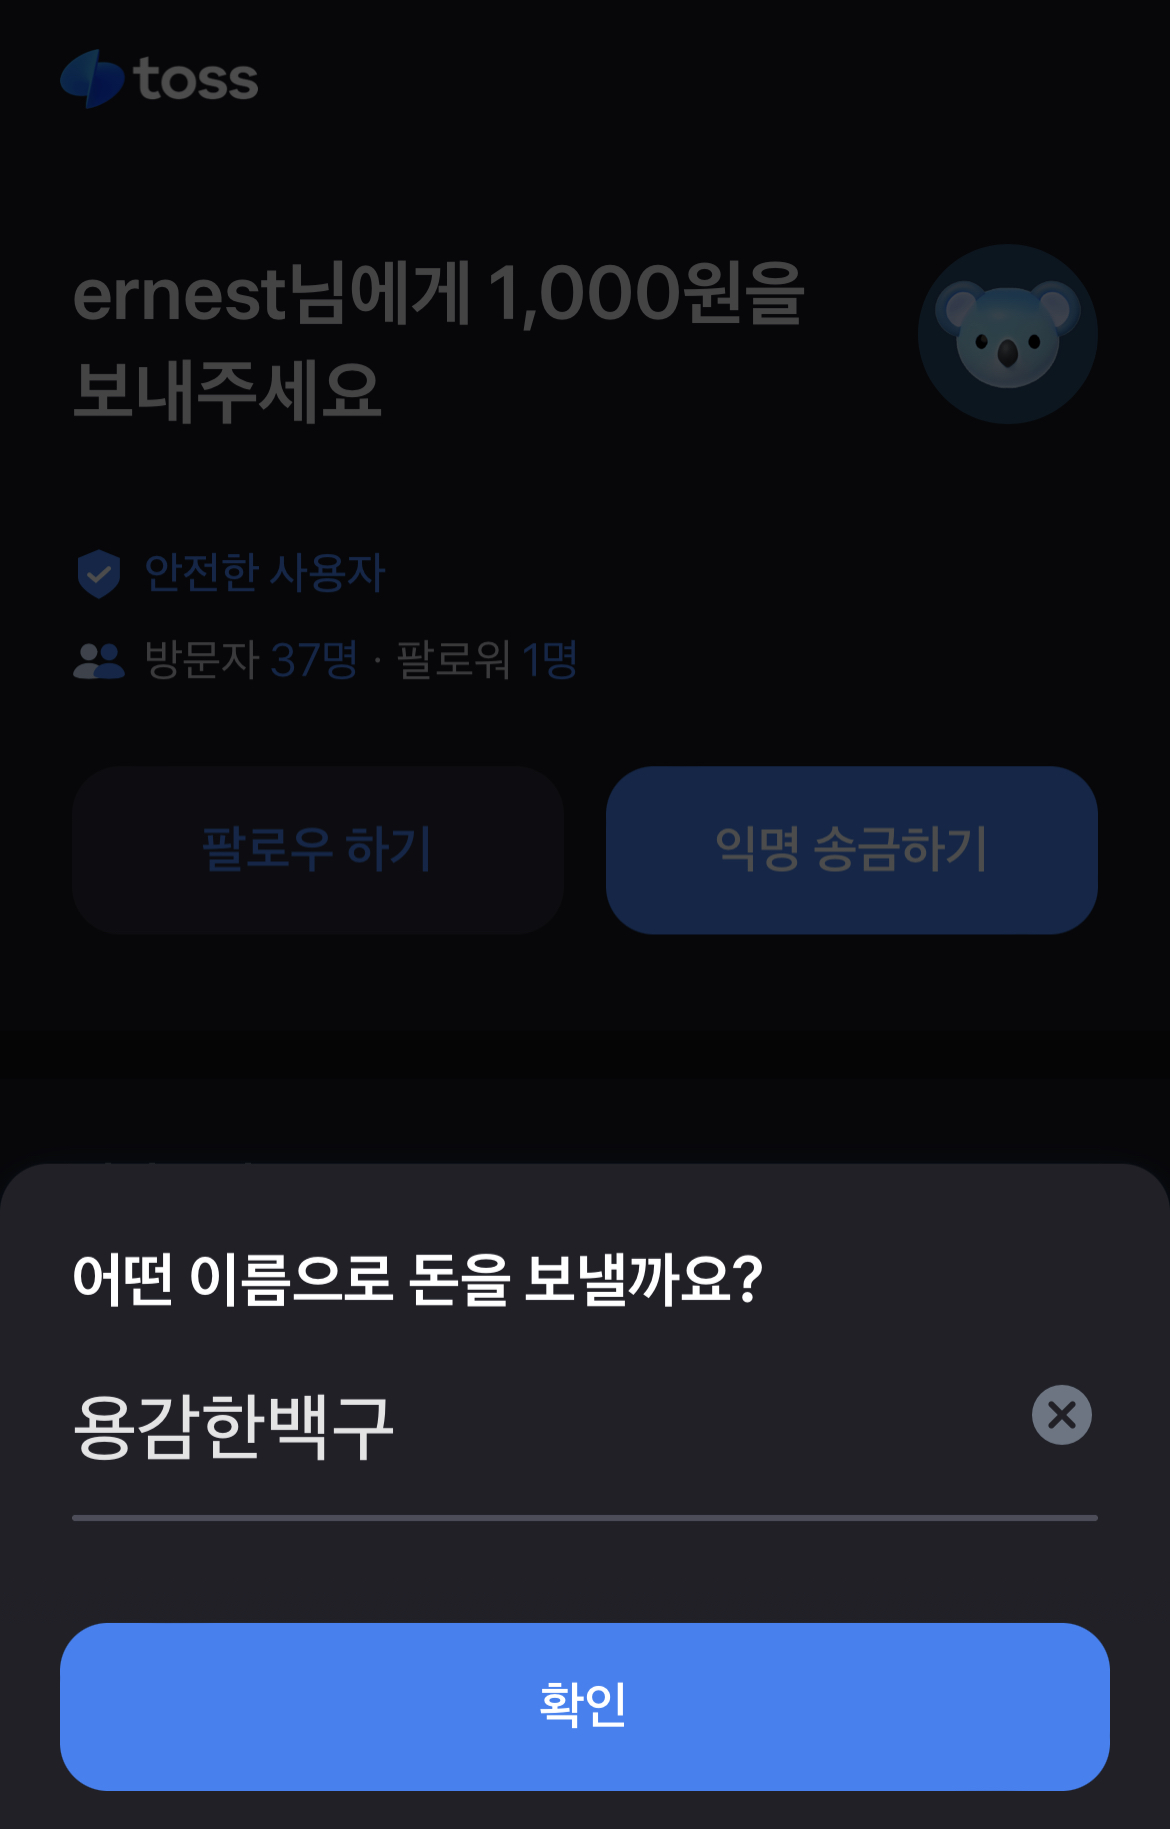 toss
ernest님에게 1,000원을
보내주세요
안전한 사용자
방문자 37명 · 팔로워 1명
팔로우 하기
익명 송금하기
어떤 이름으로 돈을 보낼까요?
용감한백구
확인